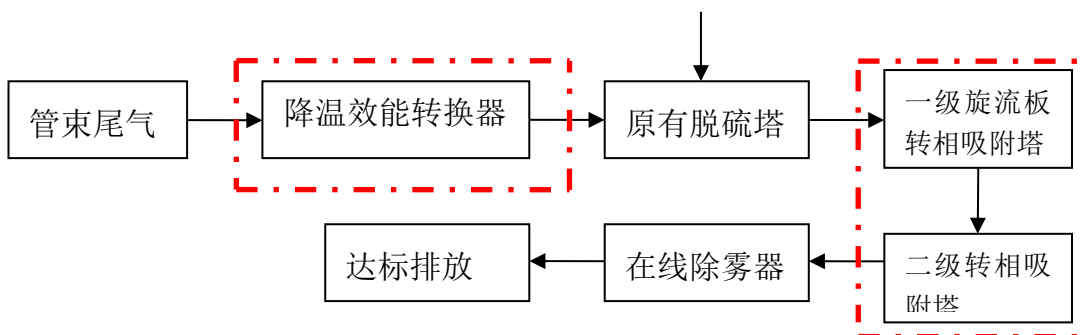 管束尾气
降温效能转换器
原有脱硫塔
一级旋流板
转相吸附塔
达标排放
在线除雾器
二级转相吸
附塔